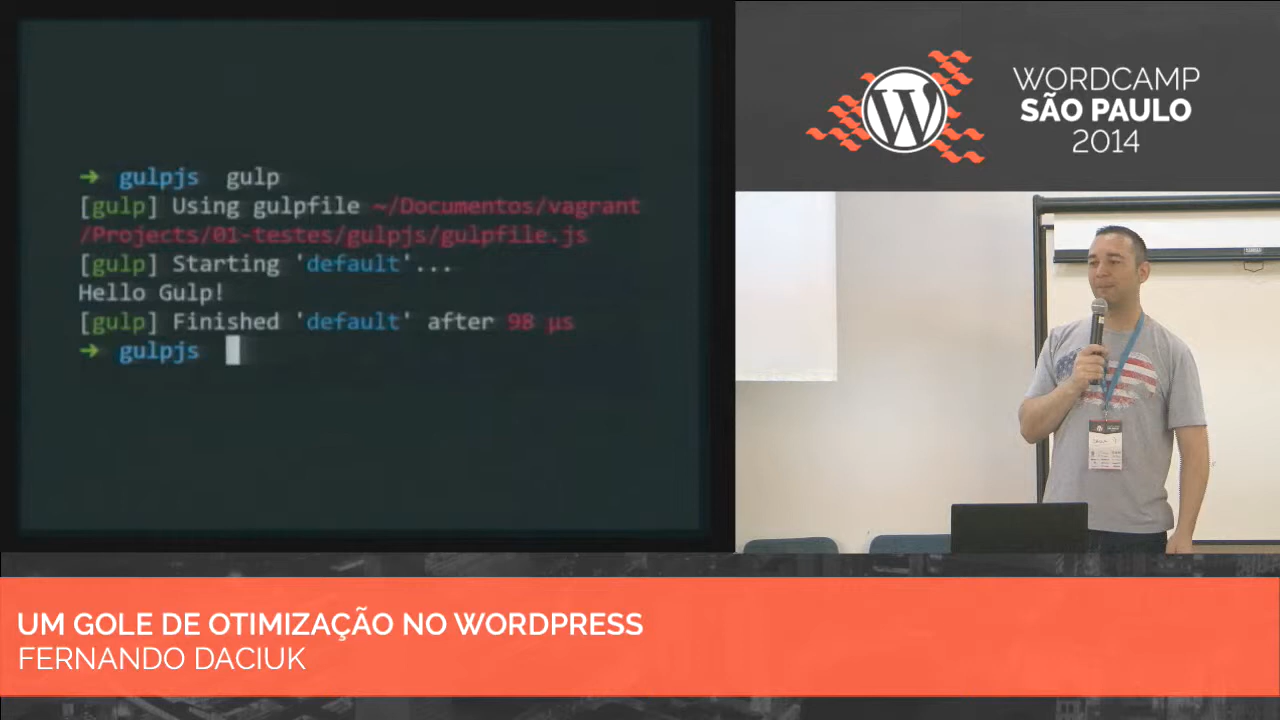 ➜ gulpjs gulp
[gulp] Using gulpfile ~/Documentos/vagrant
/Projects/01-testes/gulpjs/gulpfile.js
[gulp] Starting 'default'...
Hello Gulp!
[gulp] Finished 'default' after 98 µs
➜ gulpjs
WORDCAMP
SÃO PAULO
2014
UM GOLE DE OTIMIZAÇÃO NO WORDPRESS
FERNANDO DACIUK